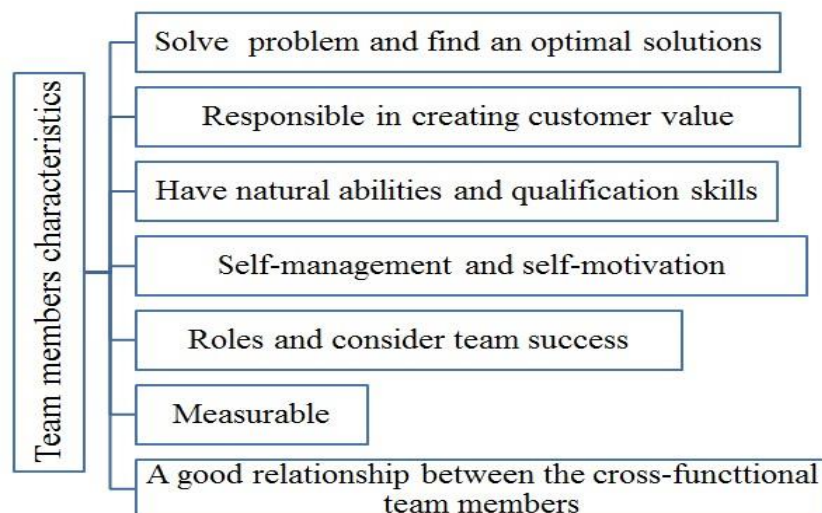 Team members characteristics
Solve problem and find an optimal solutions
Responsible in creating customer value
Have natural abilities and qualification skills
Self-management and self-motivation
Roles and consider team success
Measurable
A good relationship between the cross-functtional
team members